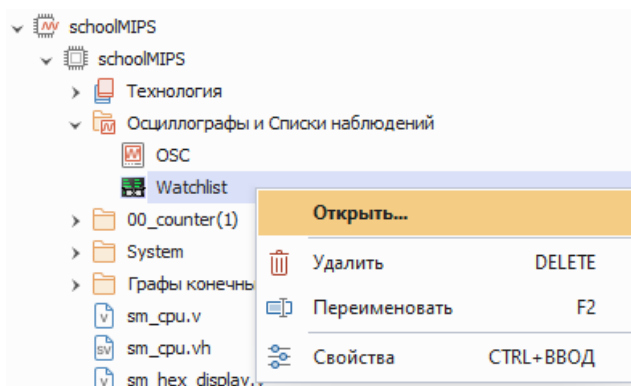 schoolMIPS
schoolMIPS
Технология
Осциллографы и Списки наблюдений
OSC
Watchlist
00_counter(1)
Открыть...
System
Удалить DELETE
Графы конечны
Переименовать F2
sm_cpu.v
sm_cpu.vh
Свойства CTRL+ВВОД
sm_hex_display.v